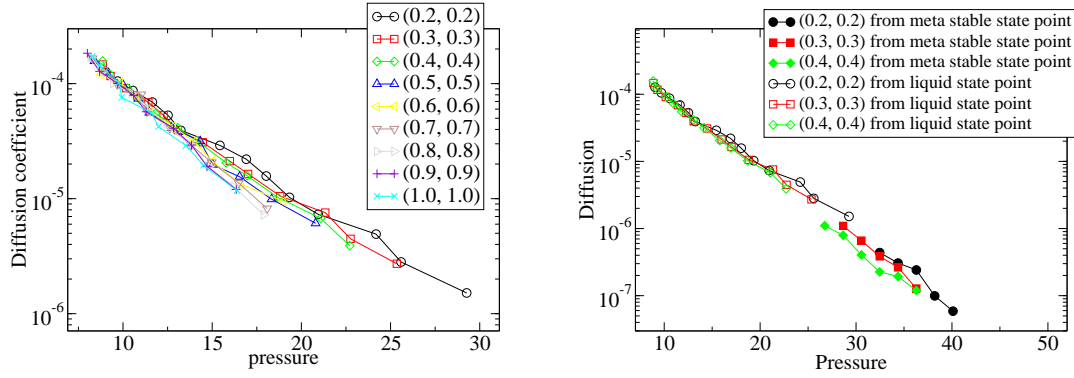 (0.2, 0.2)
(0.3, 0.3)
(0.4, 0.4)
(0.5, 0.5)
(0.6, 0.6)
(0.7, 0.7)
(0.8, 0.8)
(0.9, 0.9)
(1.0, 1.0)
Diffusion coefficient
10^-4
10^-5
10^-6
10 15 20 25 30
pressure
(0.2, 0.2) from meta stable state point
(0.3, 0.3) from meta stable state point
(0.4, 0.4) from meta stable state point
(0.2, 0.2) from liquid state point
(0.3, 0.3) from liquid state point
(0.4, 0.4) from liquid state point
Diffusion
10^-3
10^-4
10^-5
10^-6
10^-7
10 20 30 40 50
Pressure